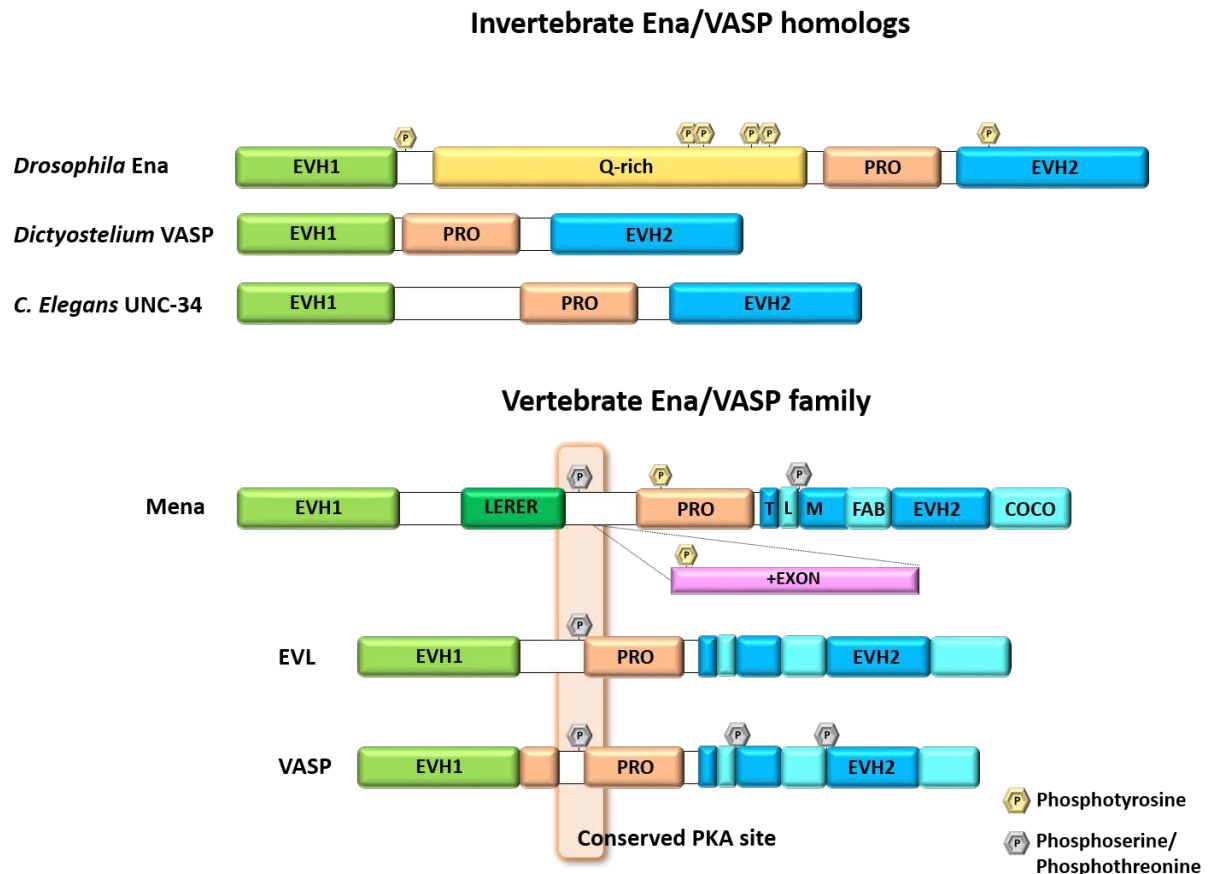 Invertebrate Ena/VASP homologs
P P P P P P
Drosophila Ena EVH1 Q-rich PRO EVH2
Dictyostelium VASP EVH1 PRO EVH2
C. Elegans UNC-34 EVH1 PRO EVH2
Vertebrate Ena/VASP family
P P P
Mena EVH1 LERER PRO T L M FAB EVH2 COCO
P
+EXON
P
EVL EVH1 PRO EVH2
P P P
VASP EVH1 PRO EVH2
P Phosphotyrosine
Conserved PKA site
P Phosphoserine/
Phosphothreonine